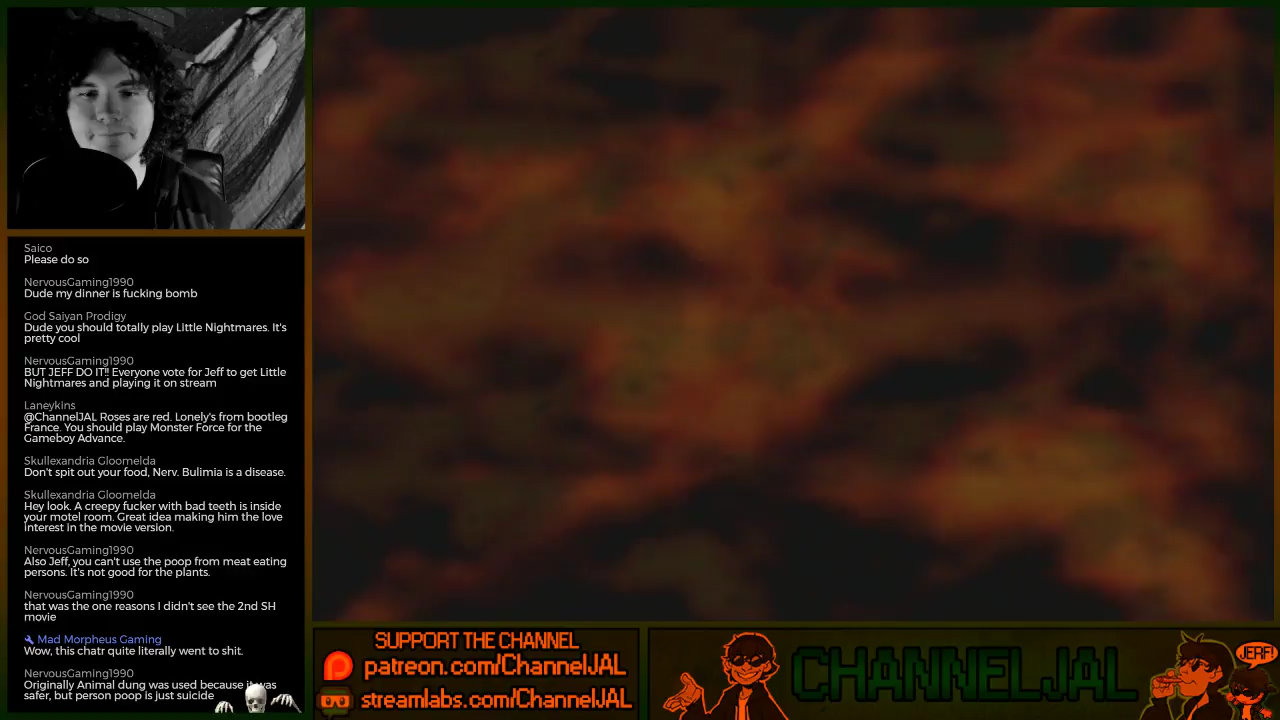 Saico
Please do so
NervousGaming1990
Dude my dinner is fucking bomb
God Saiyan Prodigy
Dude you should totally play Little Nightmares. It's
pretty cool
NervousGaming1990
BUT JEFF DO IT!! Everyone vote for Jeff to get Little
Nightmares and playing it on stream
Laneykins
@ChannelJAL Roses are red. Lonely's from bootleg
France. You should play Monster Force for the
Gameboy Advance.
Skullexandria Gloomelda
Don't spit out your food, Nerv. Bulimia is a disease.
Skullexandria Gloomelda
Hey look. A creepy fucker with bad teeth is inside
your motel room. Great idea making him the love
interest in the movie version.
NervousGaming1990
Also Jeff, you can't use the poop from meat eating
persons. It's not good for the plants.
NervousGaming1990
that was the one reasons I didn't see the 2nd SH
movie
Mad Morpheus Gaming
Wow, this chatr quite literally went to shit.
NervousGaming1990
Originally Animal dung was used because it was
safer, but person poop is just suicide
SUPPORT THE CHANNEL
patreon.com/ChannelJAL
streamlabs.com/ChannelJAL
CHANNELJAL
JERF!